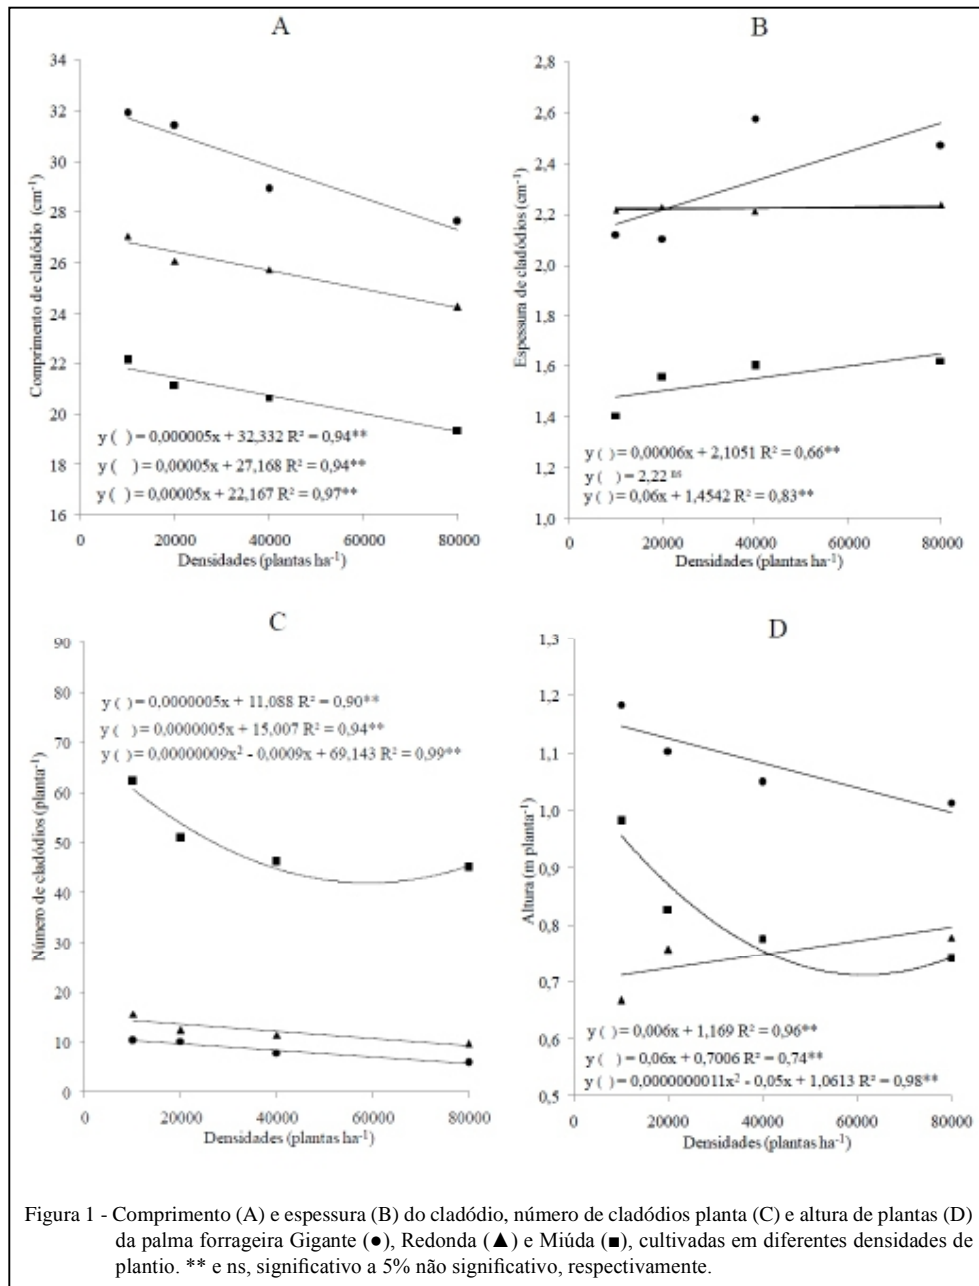 A
Comprimento de cladódio (cm⁻¹)
34
32
30
28
26
24
22
20
18
16
y ( ) = 0,000005x + 32,332 R² = 0,94**
y ( ) = 0,00005x + 27,168 R² = 0,94**
y ( ) = 0,00005x + 22,167 R² = 0,97**
0 20000 40000 60000 80000
Densidades (plantas ha⁻¹)
B
Espessura de cladódios (cm⁻¹)
2,8
2,6
2,4
2,2
2,0
1,8
1,6
1,4
1,2
1,0
y ( ) = 0,00006x + 2,1051 R² = 0,66**
y ( ) = 2,22 ⁿˢ
y ( ) = 0,06x + 1,4542 R² = 0,83**
0 20000 40000 60000 80000
Densidades (plantas ha⁻¹)
C
Número de cladódios (planta⁻¹)
90
80
70
60
50
40
30
20
10
0
y ( ) = 0,0000005x + 11,088 R² = 0,90**
y ( ) = 0,0000005x + 15,007 R² = 0,94**
y ( ) = 0,00000009x² - 0,0009x + 69,143 R² = 0,99**
0 20000 40000 60000 80000
Densidades (plantas ha⁻¹)
D
Altura (m planta⁻¹)
1,3
1,2
1,1
1,0
0,9
0,8
0,7
0,6
0,5
y ( ) = 0,006x + 1,169 R² = 0,96**
y ( ) = 0,06x + 0,7006 R² = 0,74**
y ( ) = 0,0000000011x² - 0,05x + 1,0613 R² = 0,98**
0 20000 40000 60000 80000
Densidades (plantas ha⁻¹)
Figura 1 - Comprimento (A) e espessura (B) do cladódio, número de cladódios planta (C) e altura de plantas (D)
da palma forrageira Gigante (●), Redonda (▲) e Miúda (■), cultivadas em diferentes densidades de
plantio. ** e ns, significativo a 5% não significativo, respectivamente.